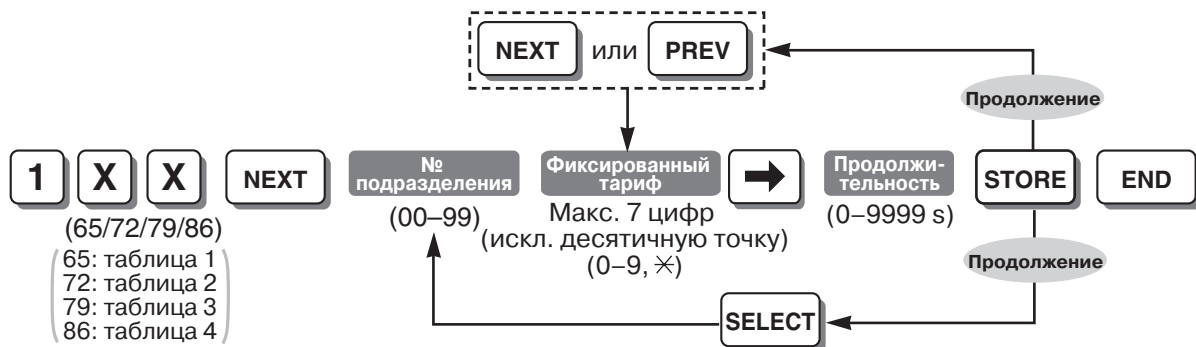 NEXT или PREV
Продолжение
1 X X NEXT № подразделения Фиксированный тариф ➡ Продолжи-тельность STORE END
(65/72/79/86)
(00–99)
Макс. 7 цифр
(искл. десятичную точку)
(0–9, ✳)
(0–9999 s)
65: таблица 1
72: таблица 2
79: таблица 3
86: таблица 4
Продолжение
SELECT